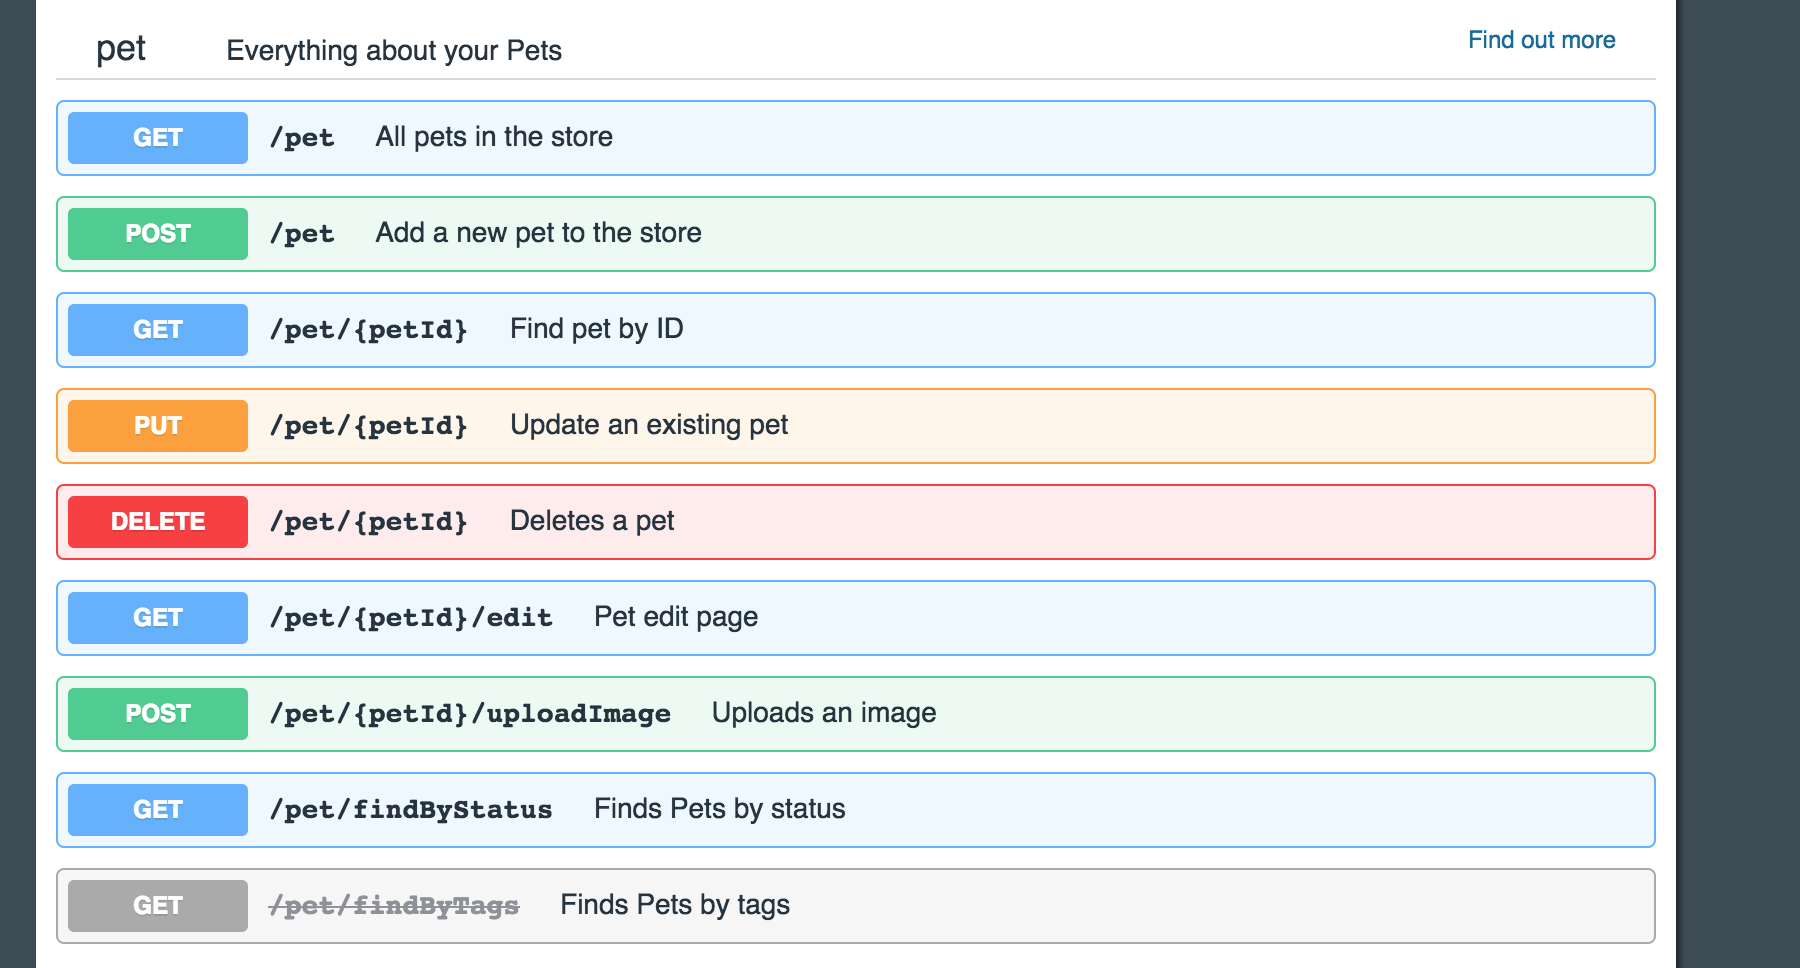 pet Everything about your Pets Find out more
GET /pet All pets in the store
POST /pet Add a new pet to the store
GET /pet/{petId} Find pet by ID
PUT /pet/{petId} Update an existing pet
DELETE /pet/{petId} Deletes a pet
GET /pet/{petId}/edit Pet edit page
POST /pet/{petId}/uploadImage Uploads an image
GET /pet/findByStatus Finds Pets by status
GET /pet/findByTags Finds Pets by tags